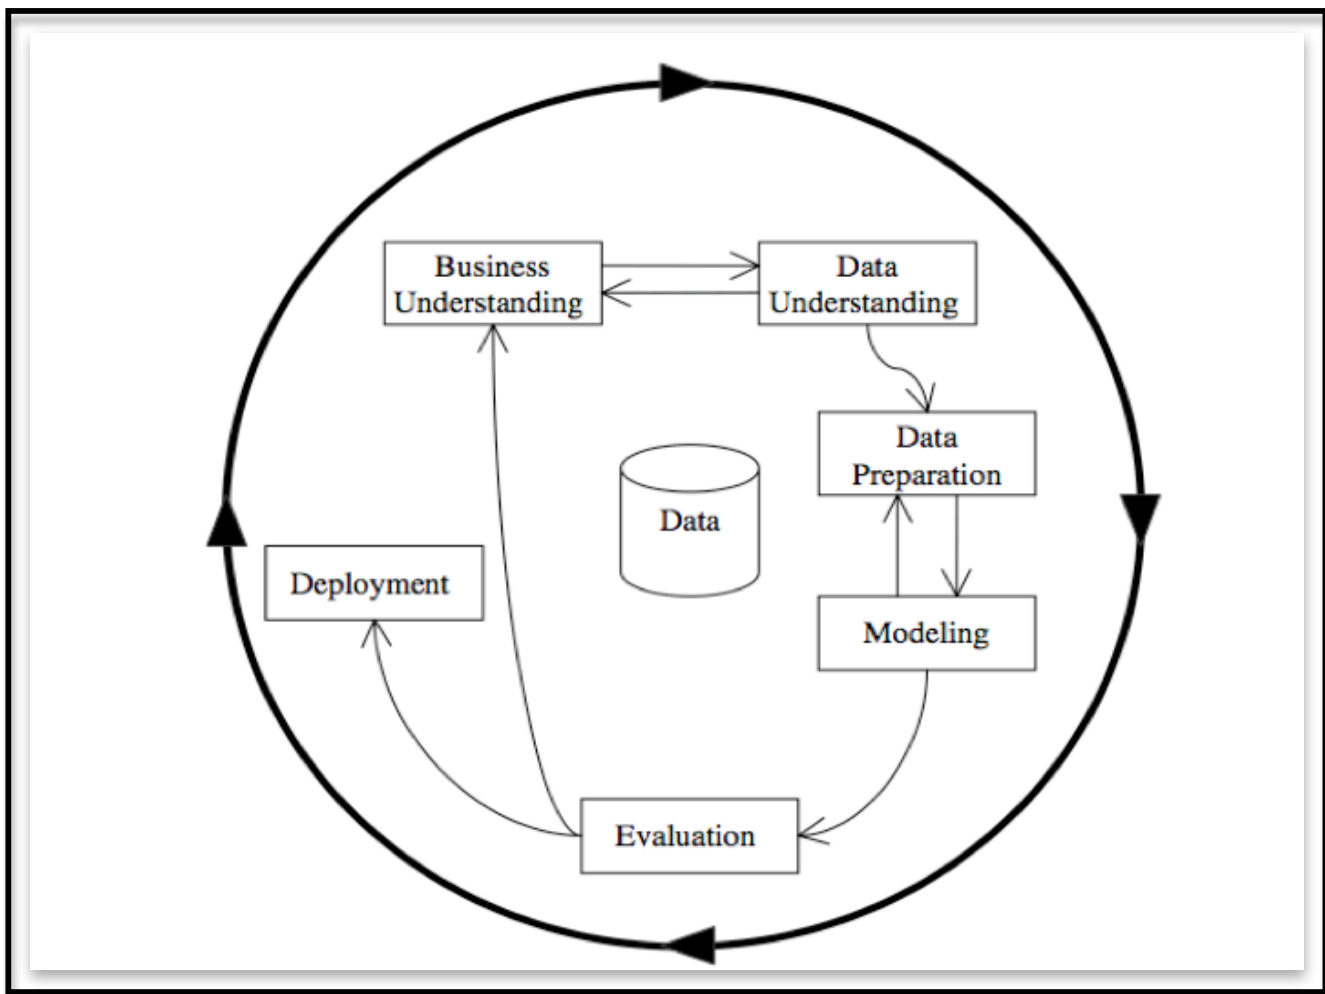 Business
Understanding
Data
Understanding
Data
Preparation
Data
Deployment
Modeling
Evaluation